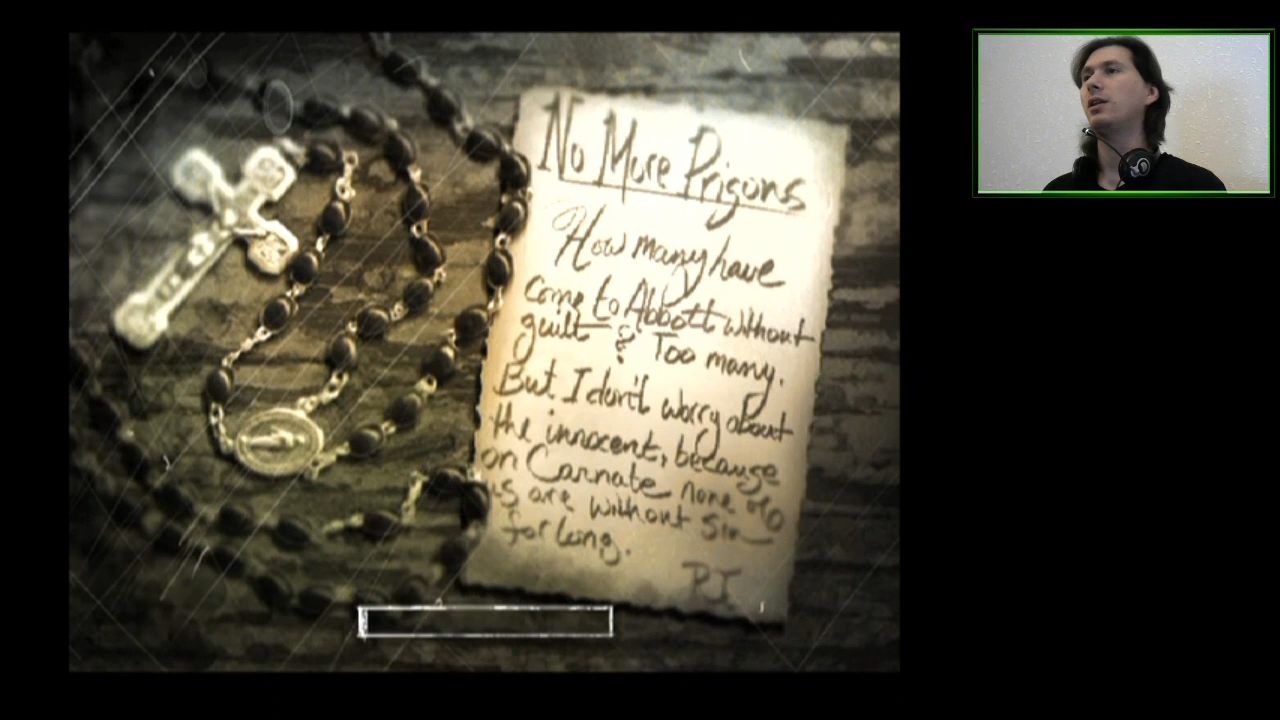 No More Prisons
How many have
come to Abbott without
guilt? Too many.
But I don't worry about
the innocent, because
on Carnate none of
us are without sin
for long.
P.I